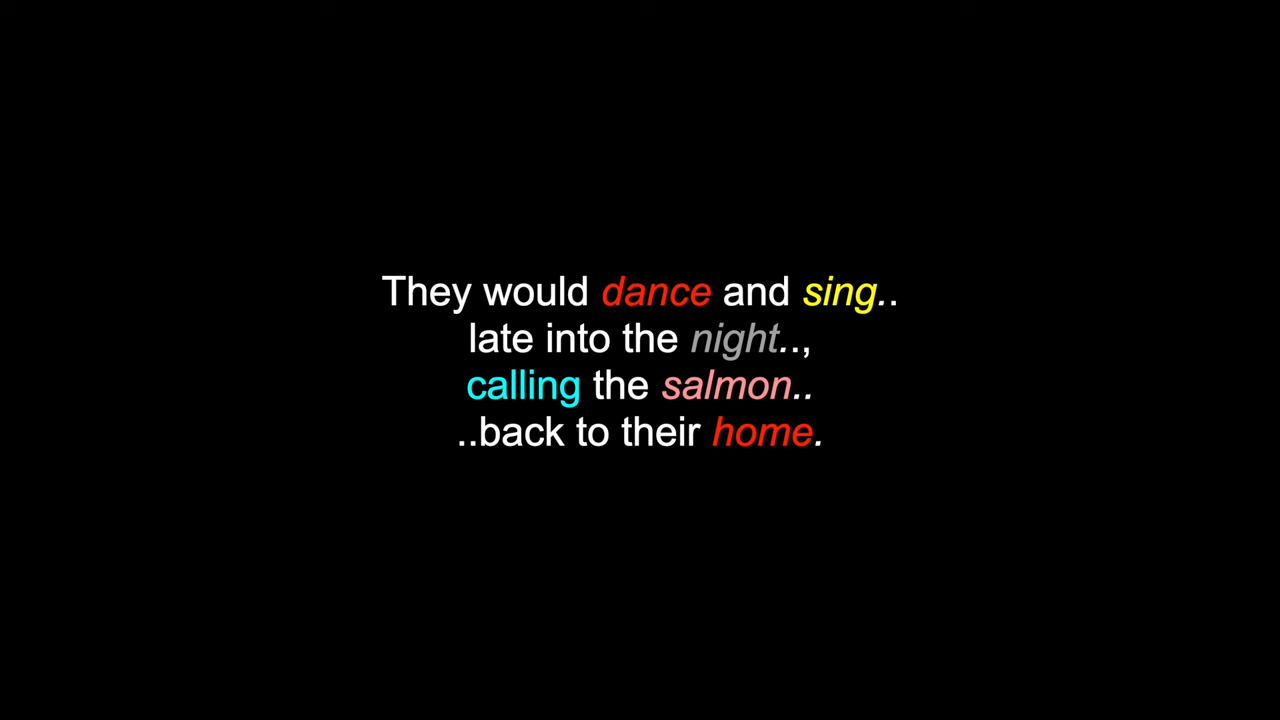 They would dance and sing..
late into the night..,
calling the salmon..
..back to their home.